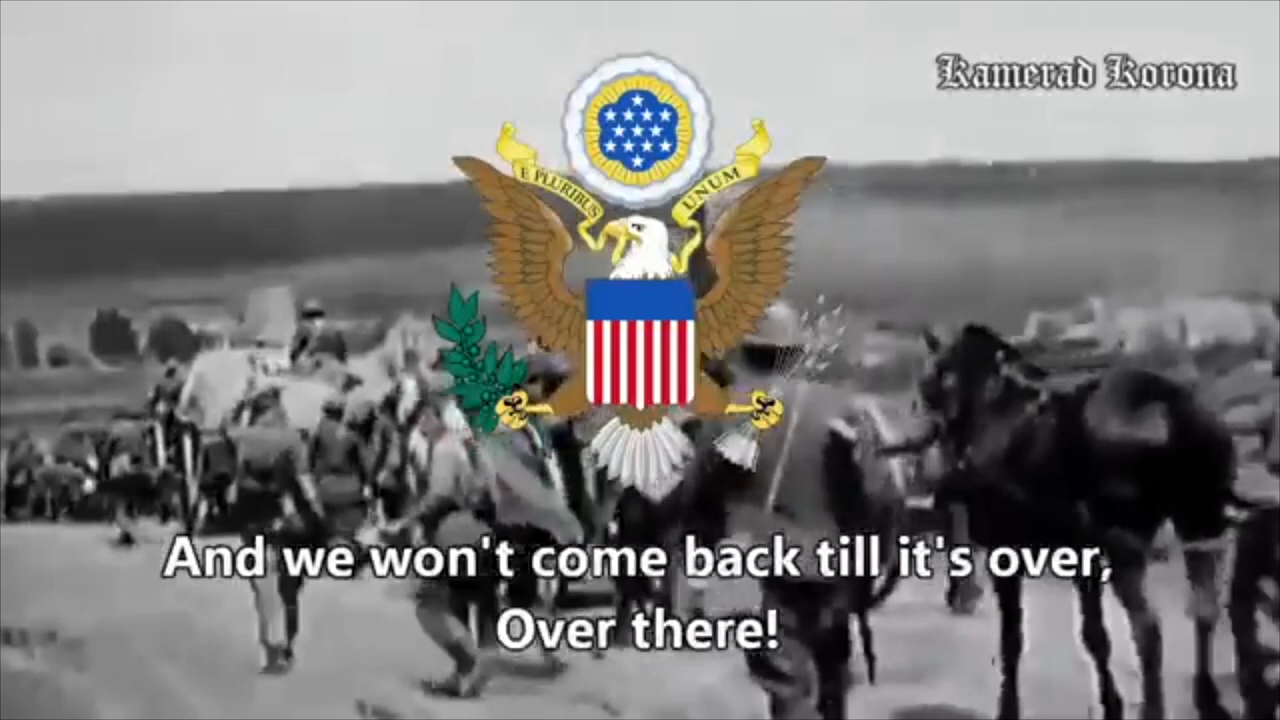 Kamerad Korona
E PLURIBUS UNUM
And we won't come back till it's over,
Over there!